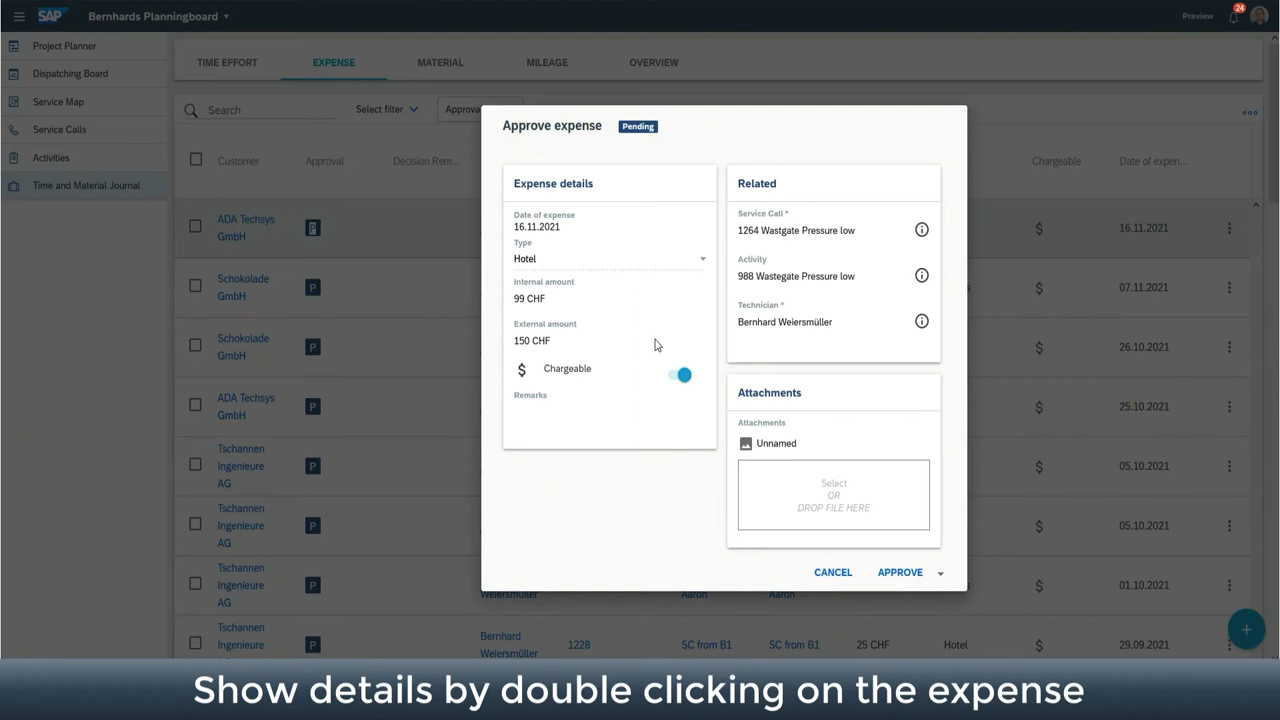 SAP Bernhards Planningboard
Preview
24
Project Planner
Dispatching Board
Service Map
Service Calls
Activities
Time and Material Journal
TIME EFFORT EXPENSE MATERIAL MILEAGE OVERVIEW
Search
Select filter
Approva
Customer Approval Decision Rem... Chargeable Date of expen...
ADA Techsys
GmbH
$ 16.11.2021
Schokolade
GmbH
P $ 07.11.2021
Schokolade
GmbH
P $ 26.10.2021
ADA Techsys
GmbH
P $ 25.10.2021
Tschannen
Ingenieure
AG
P $ 05.10.2021
Tschannen
Ingenieure
AG
P $ 05.10.2021
Tschannen
Ingenieure
AG
P $ 01.10.2021
Weiersmüller Aaron Aaron
Tschannen
Ingenieure
P Bernhard
Weiersmüller
1228 SC from B1 SC from B1 25 CHF Hotel $ 29.09.2021
Approve expense Pending
Expense details
Date of expense
16.11.2021
Type
Hotel
Internal amount
99 CHF
External amount
150 CHF
$ Chargeable
Remarks
Related
Service Call *
1264 Wastgate Pressure low
Activity
988 Wastegate Pressure low
Technician *
Bernhard Weiersmüller
Attachments
Attachments
Unnamed
Select
OR
DROP FILE HERE
CANCEL APPROVE
Show details by double clicking on the expense